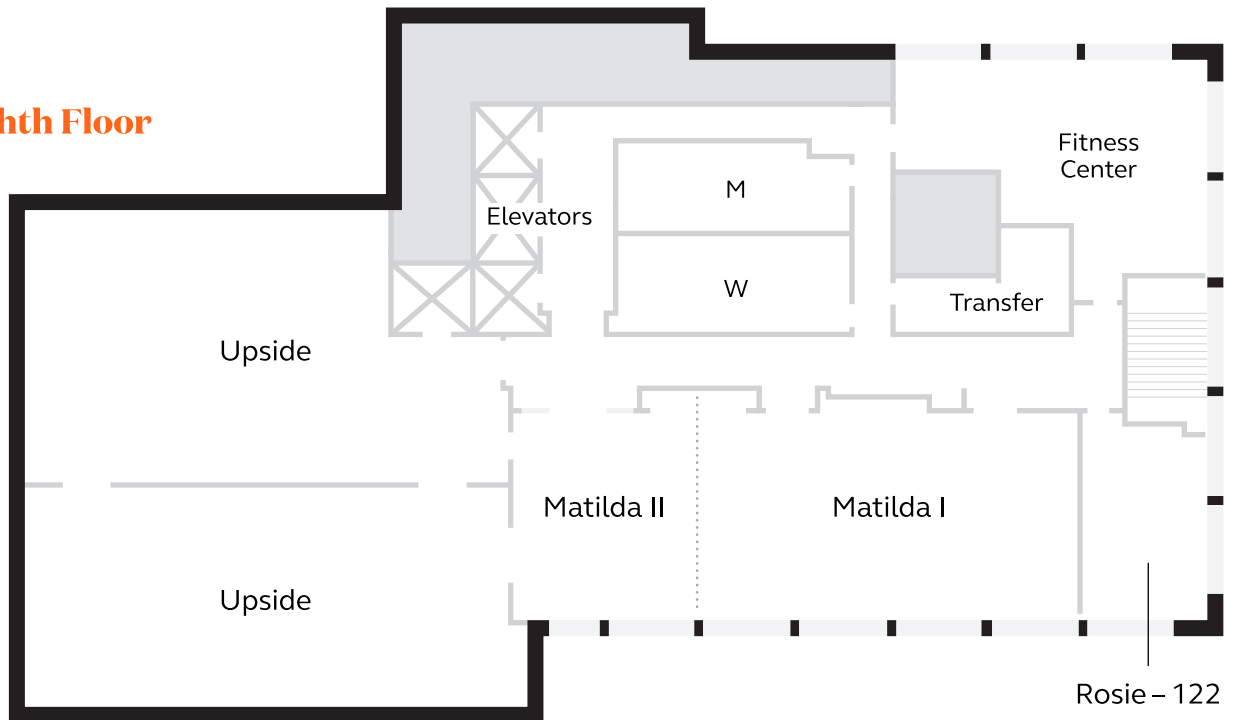 hth Floor
Fitness
Center
M
Elevators
W
Transfer
Upside
Matilda II
Matilda I
Upside
Rosie – 122